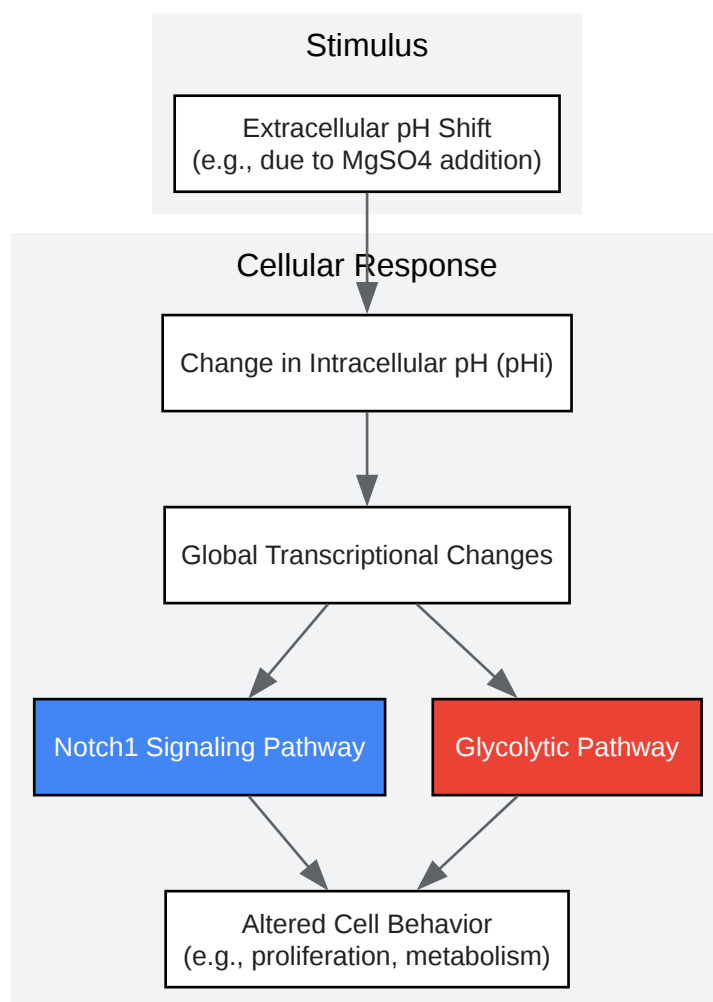 Stimulus
Extracellular pH Shift
(e.g., due to MgSO4 addition)
Cellular Response
Change in Intracellular pH (pHi)
Global Transcriptional Changes
Notch1 Signaling Pathway
Glycolytic Pathway
Altered Cell Behavior
(e.g., proliferation, metabolism)